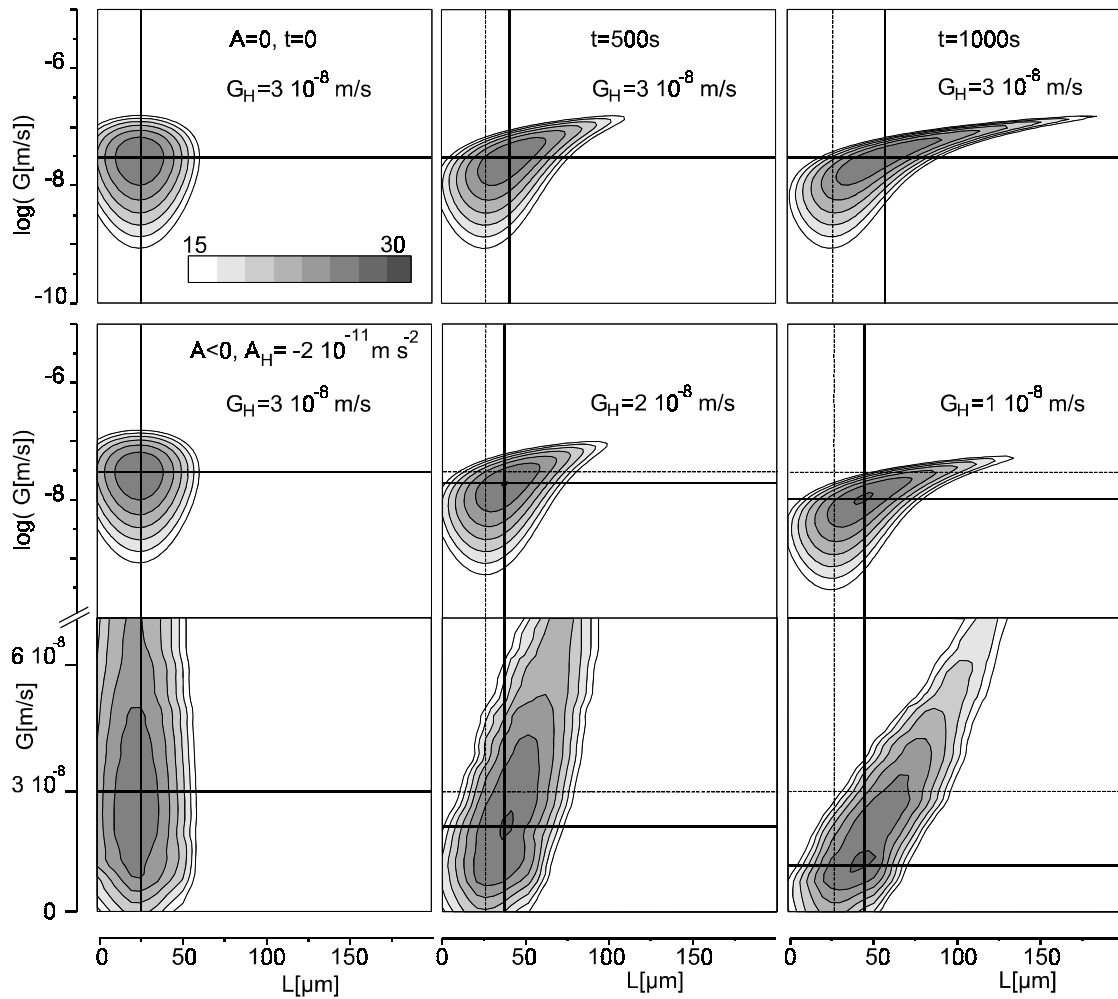 A=0, t=0
t=500s
t=1000s
G_H=3 10^-8 m/s
G_H=3 10^-8 m/s
G_H=3 10^-8 m/s
-6
-8
-10
log( G[m/s])
15 30
A<0, A_H= -2 10^-11 m s^-2
G_H=3 10^-8 m/s
G_H=2 10^-8 m/s
G_H=1 10^-8 m/s
-6
-8
log( G[m/s])
6 10^-8
3 10^-8
0
G[m/s]
0 50 100 150
0 50 100 150
0 50 100 150
L[µm]
L[µm]
L[µm]